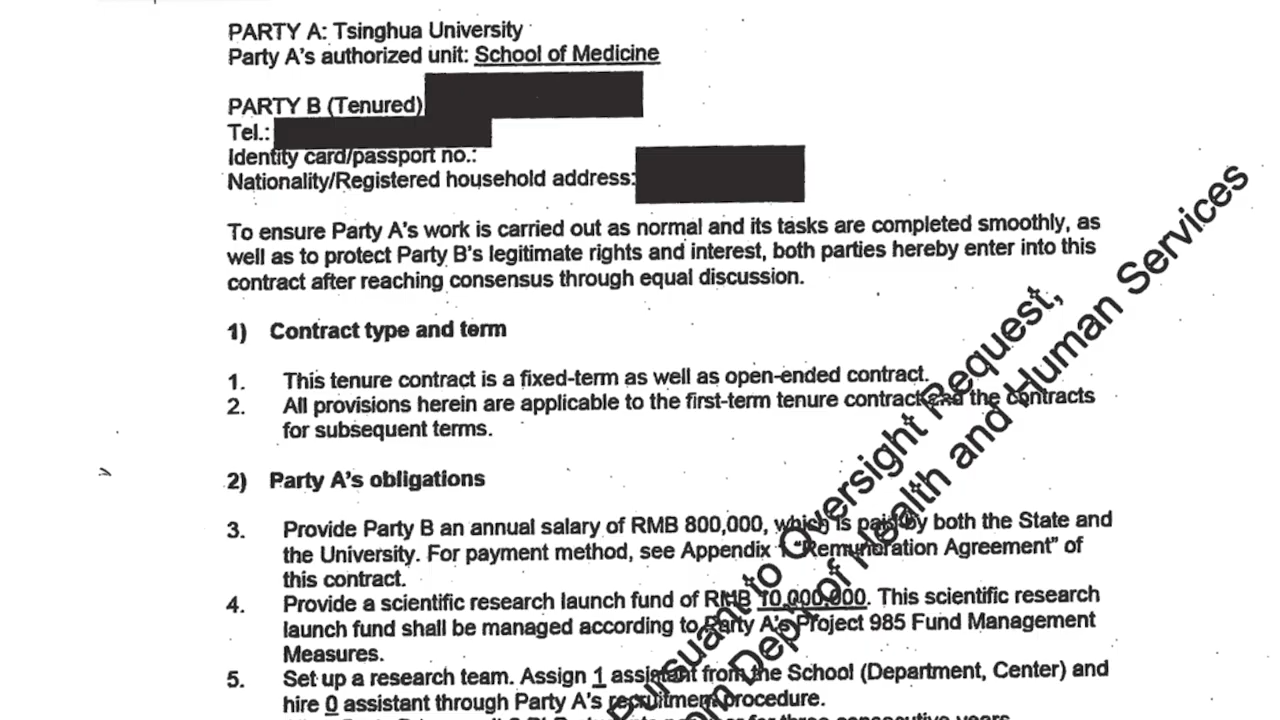 PARTY A: Tsinghua University
Party A's authorized unit: School of Medicine
PARTY B (Tenured)
Tel.:
Identity card/passport no.:
Nationality/Registered household address:
To ensure Party A's work is carried out as normal and its tasks are completed smoothly, as
well as to protect Party B's legitimate rights and interest, both parties hereby enter into this
contract after reaching consensus through equal discussion.
1) Contract type and term
1. This tenure contract is a fixed-term as well as open-ended contract.
2. All provisions herein are applicable to the first-term tenure contract and the contracts
for subsequent terms.
2) Party A's obligations
3. Provide Party B an annual salary of RMB 800,000, which is paid by both the State and
the University. For payment method, see Appendix 1 "Remuneration Agreement" of
this contract.
4. Provide a scientific research launch fund of RMB 10,000,000. This scientific research
launch fund shall be managed according to Party A's Project 985 Fund Management
Measures.
5. Set up a research team. Assign 1 assistant from the School (Department, Center) and
hire 0 assistant through Party A's recruitment procedure.
for three consecutive years
Pursuant to Oversight Request,
Dept of Health and Human Services